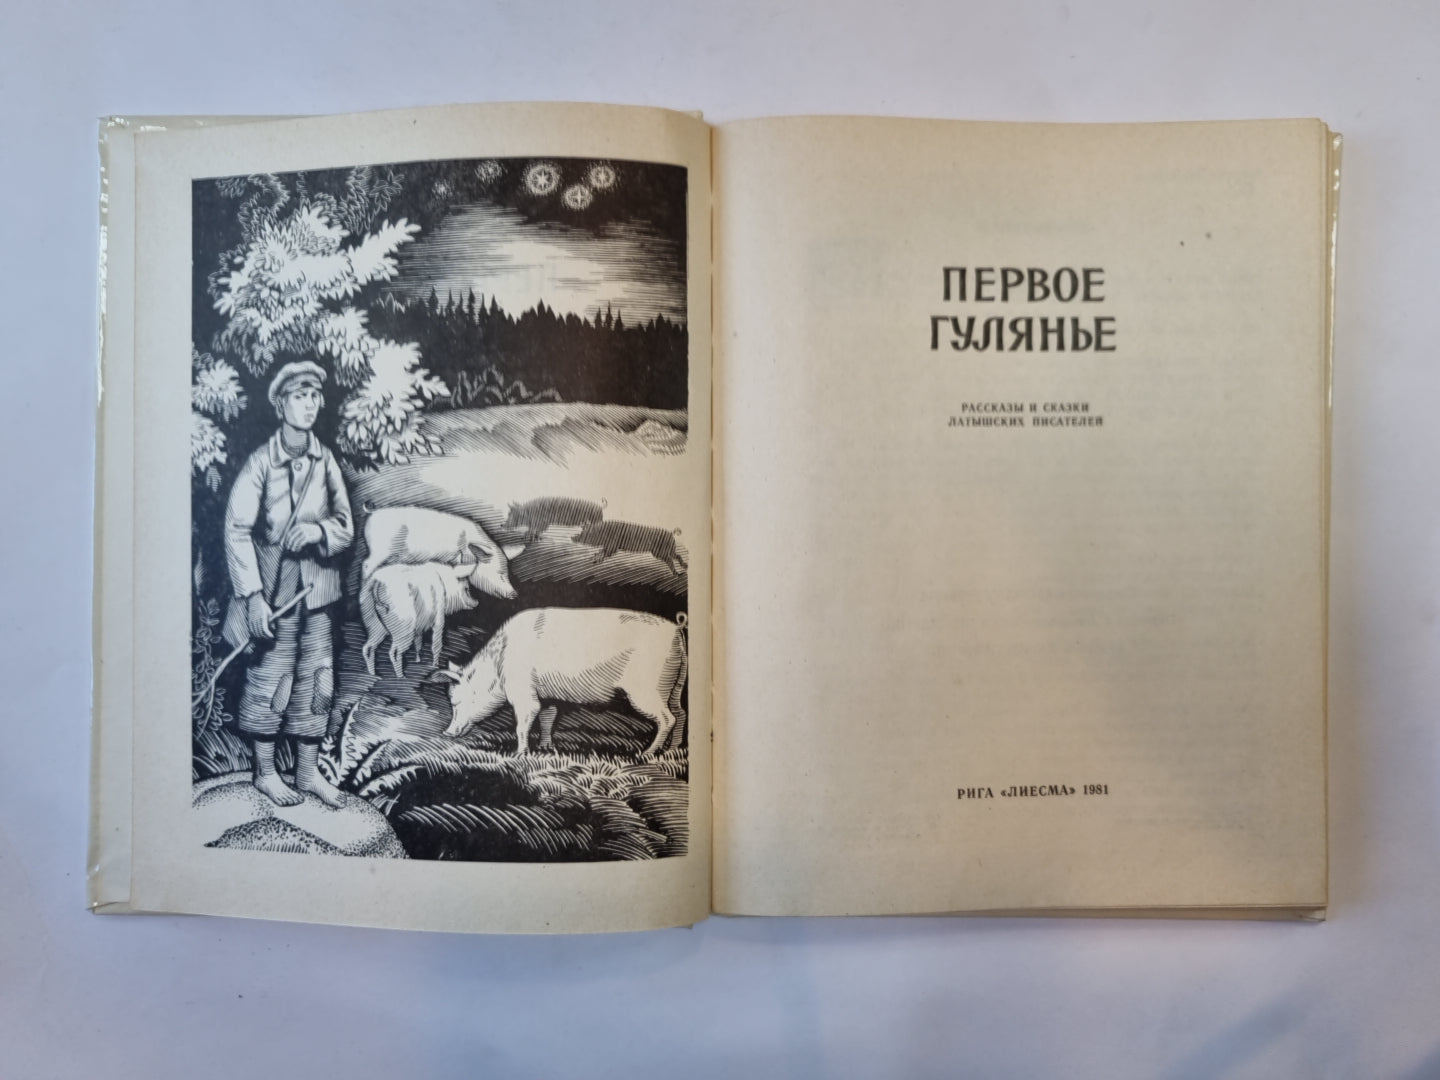 ПЕРВОЕ
ГУЛЯНЬЕ
РАССКАЗЫ И СКАЗКИ
ЛАТЫШСКИХ ПИСАТЕЛЕЙ
РИГА «ЛИЕСМА» 1981